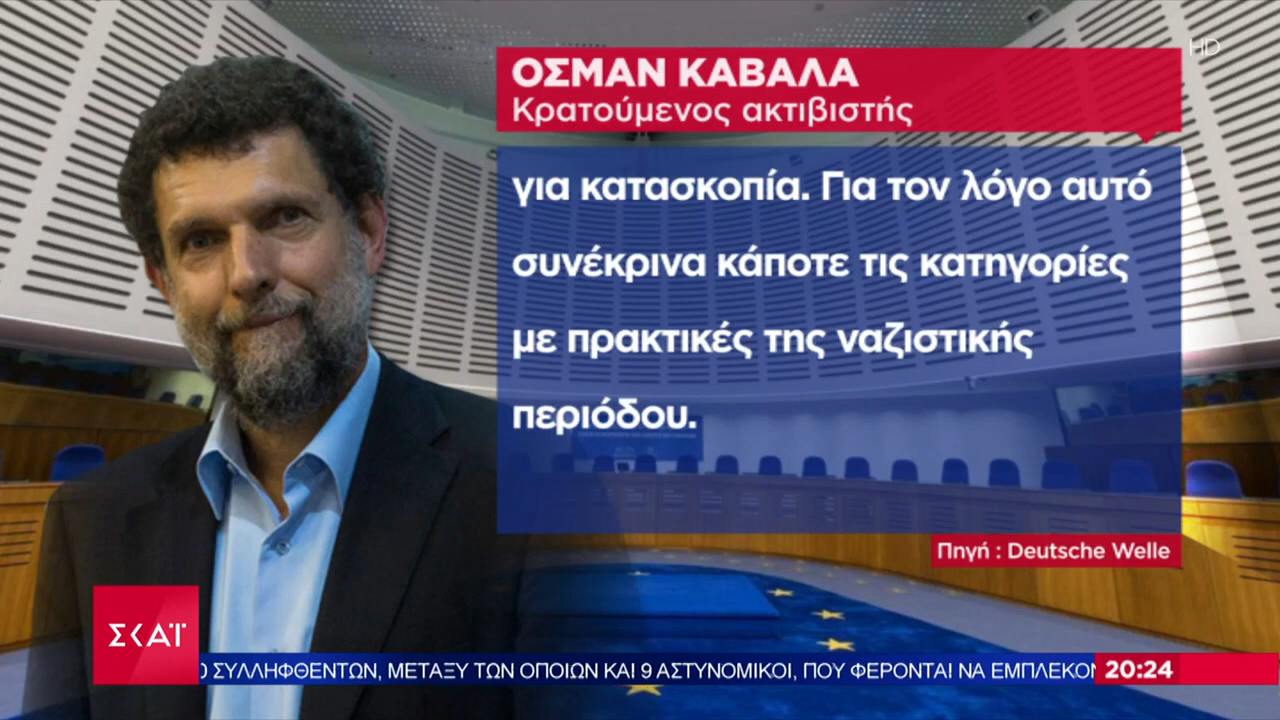 HD
ΟΣΜΑΝ ΚΑΒΑΛΑ
Κρατούμενος ακτιβιστής
για κατασκοπία. Για τον λόγο αυτό
συνέκρινα κάποτε τις κατηγορίες
με πρακτικές της ναζιστικής
περιόδου.
Πηγή : Deutsche Welle
ΣΚΑΪ
ΣΥΛΛΗΦΘΕΝΤΩΝ, ΜΕΤΑΞΥ ΤΩΝ ΟΠΟΙΩΝ ΚΑΙ 9 ΑΣΤΥΝΟΜΙΚΟΙ, ΠΟΥ ΦΕΡΟΝΤΑΙ ΝΑ ΕΜΠΛΕΚΟΝ
20:24